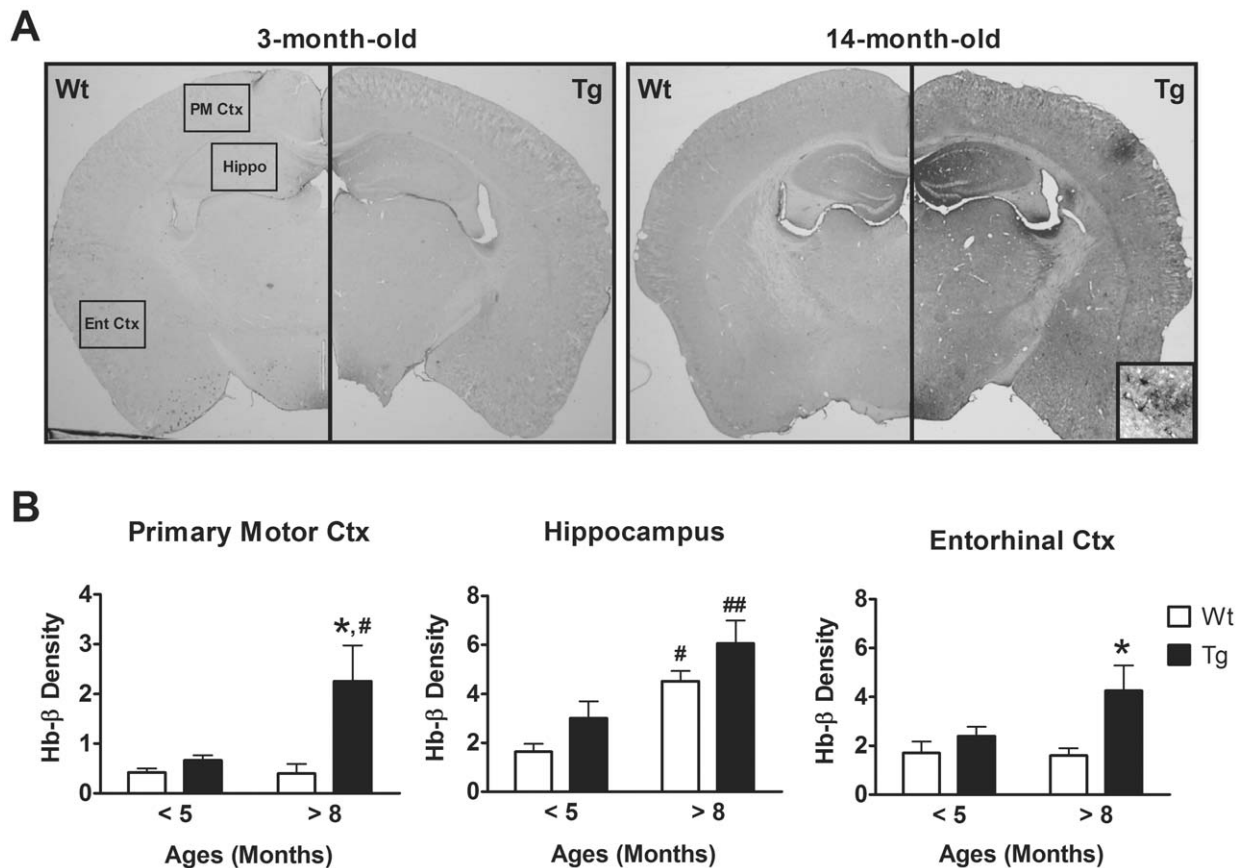 A
3-month-old
14-month-old
Wt
Tg
Wt
Tg
PM Ctx
Hippo
Ent Ctx
B
Primary Motor Ctx
Hippocampus
Entorhinal Ctx
Hb-β Density
4
3
2
1
0
*,#
< 5
> 8
Ages (Months)
Hb-β Density
8
6
4
2
0
#
##
< 5
> 8
Ages (Months)
Hb-β Density
8
6
4
2
0
*
< 5
> 8
Ages (Months)
Wt
Tg